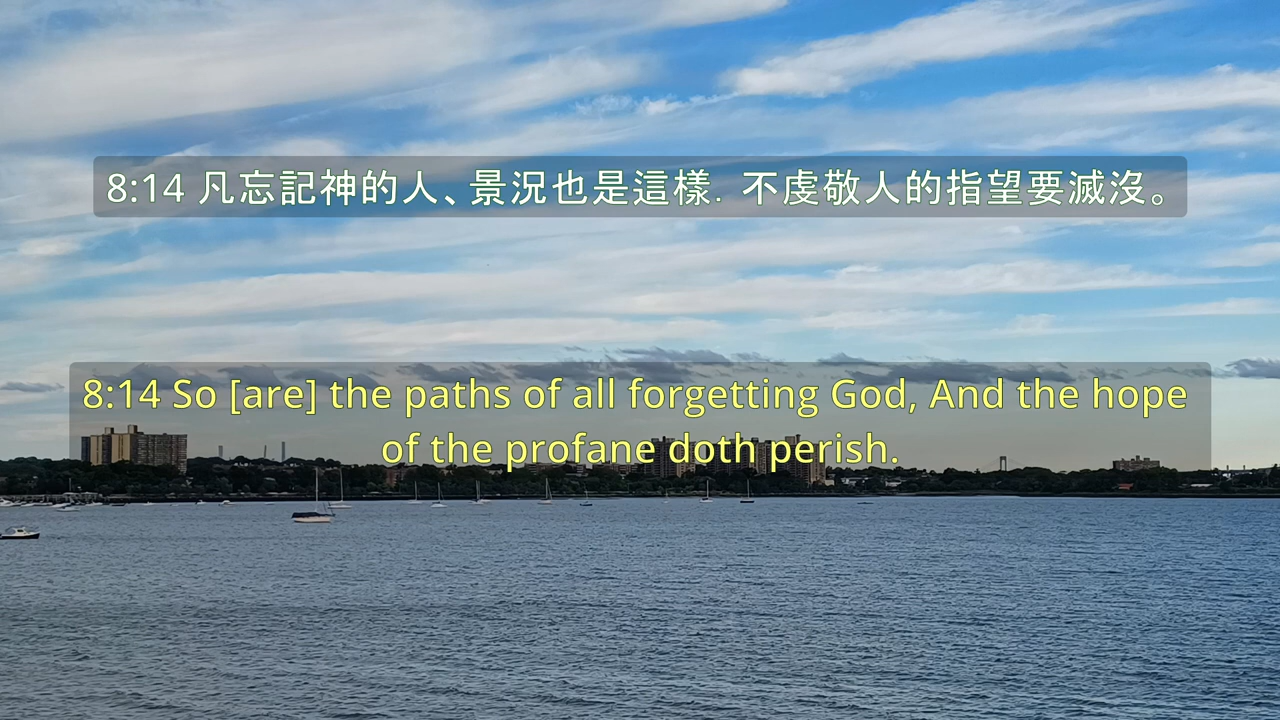 8:14 凡忘記神的人、景況也是這樣. 不虔敬人的指望要滅沒。
8:14 So [are] the paths of all forgetting God, And the hope
of the profane doth perish.